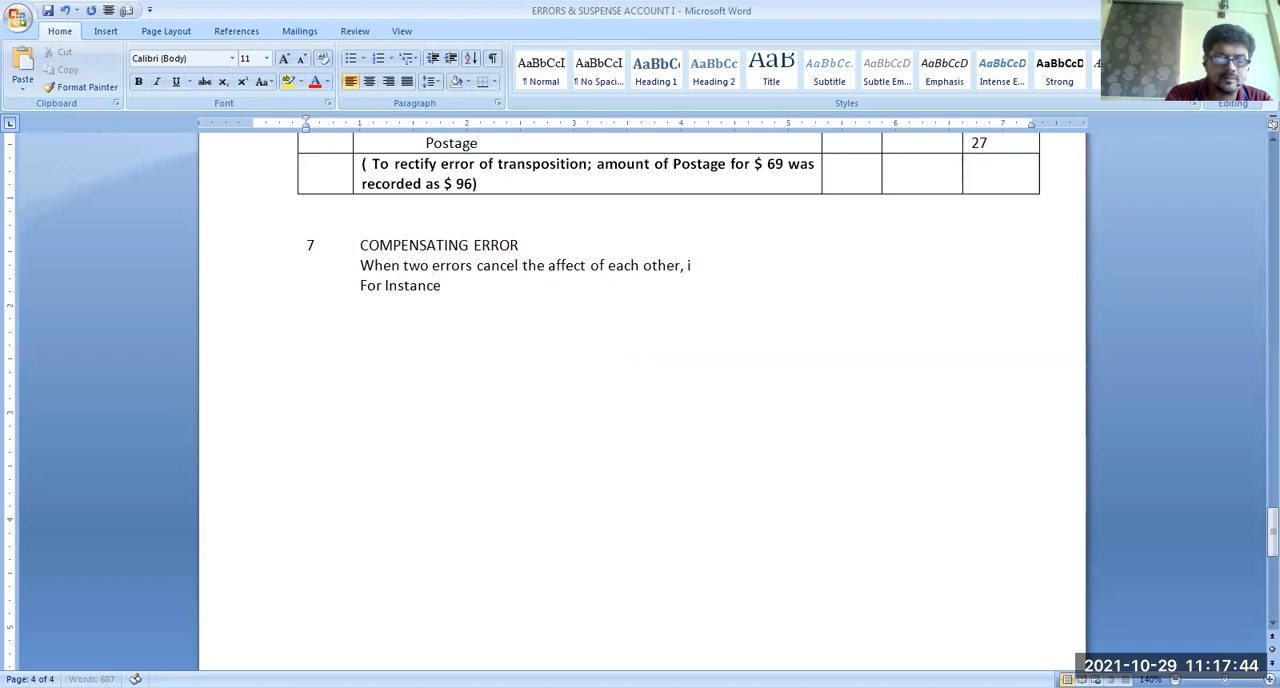 ERRORS & SUSPENSE ACCOUNT I - Microsoft Word
Home Insert Page Layout References Mailings Review View
Paste
Cut
Copy
Format Painter
Calibri (Body) 11
AaBbCcI AaBbCcI AaBbC AaBbCc AaB AaBbCc. AaBbCcD AaBbCcD AaBbCcD AaBbCcD
¶ Normal ¶ No Spaci... Heading 1 Heading 2 Title Subtitle Subtle Em... Emphasis Intense E... Strong
Clipboard Font Paragraph Styles Editing
Postage 27
( To rectify error of transposition; amount of Postage for $ 69 was
recorded as $ 96)
7 COMPENSATING ERROR
When two errors cancel the affect of each other, i
For Instance
2021-10-29 11:17:44
Page: 4 of 4 Words: 687 140%